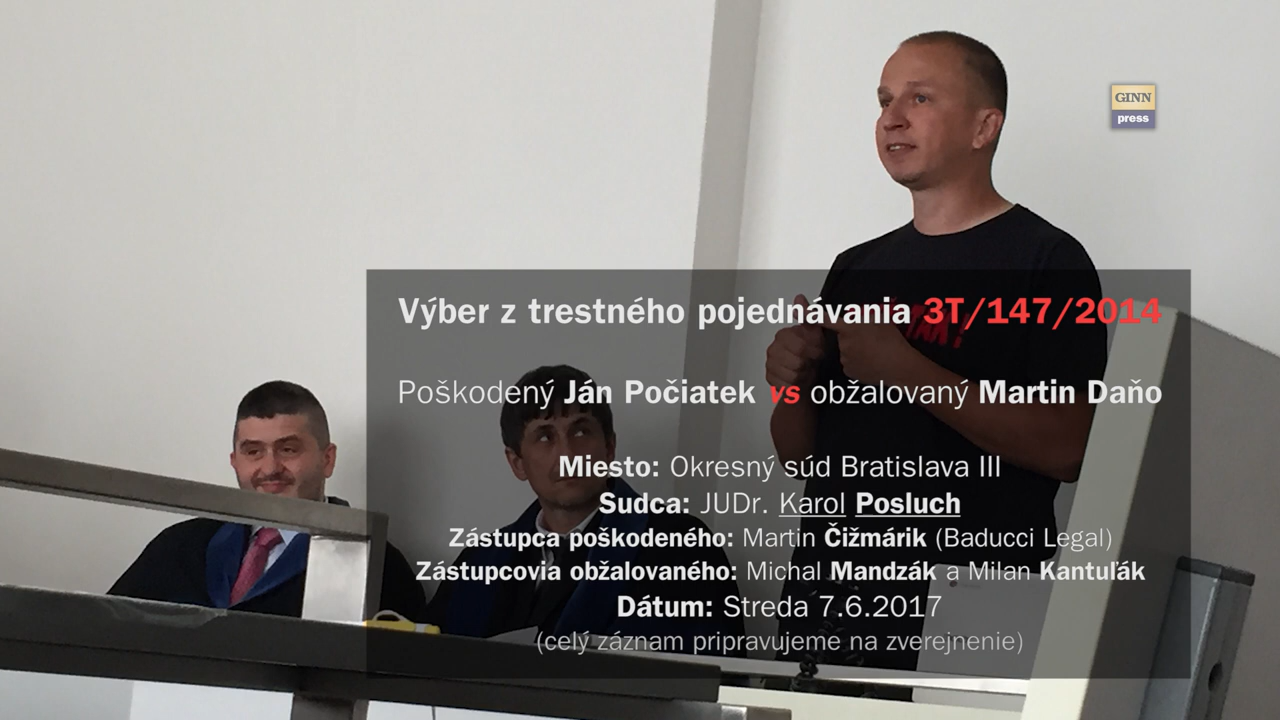 GINN
press
Výber z trestného pojednávania 3T/147/2014
TAK!
Poškodený Ján Počiatek vs obžalovaný Martin Daňo
Miesto: Okresný súd Bratislava III
Sudca: JUDr. Karol Posluch
Zástupca poškodeného: Martin Čižmárik (Baducci Legal)
Zástupcovia obžalovaného: Michal Mandzák a Milan Kantuľák
Dátum: Streda 7.6.2017
(celý záznam pripravujeme na zverejnenie)